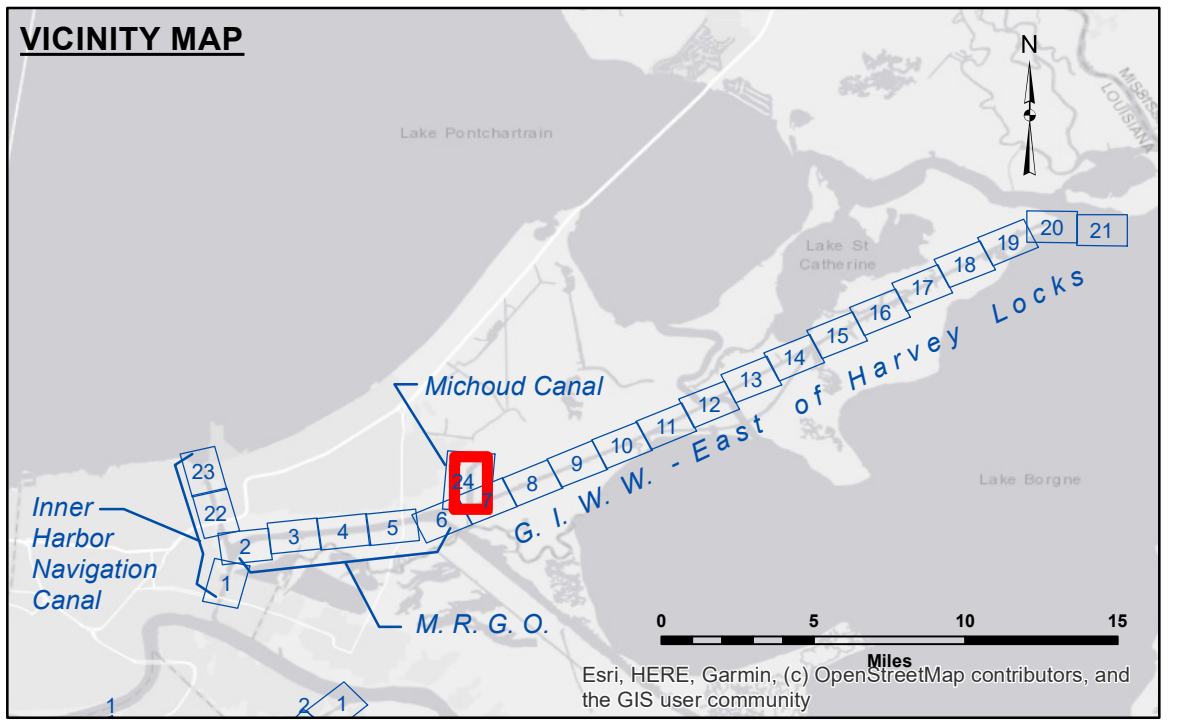 VICINITY MAP
N
MISSISS
LOUISIANA
Lake Pontchartrain
Lake St
Catherine
20
21
19
18
17
16
15
14
13
12
11
10
9
8
7
24
6
5
4
3
2
1
22
23
G. I. W. W. - East of Harvey Locks
Michoud Canal
Lake Borgne
Inner
Harbor
Navigation
Canal
M. R. G. O.
0 5 10 15
Miles
Esri, HERE, Garmin, (c) OpenStreetMap contributors, and
the GIS user community
1
2
1